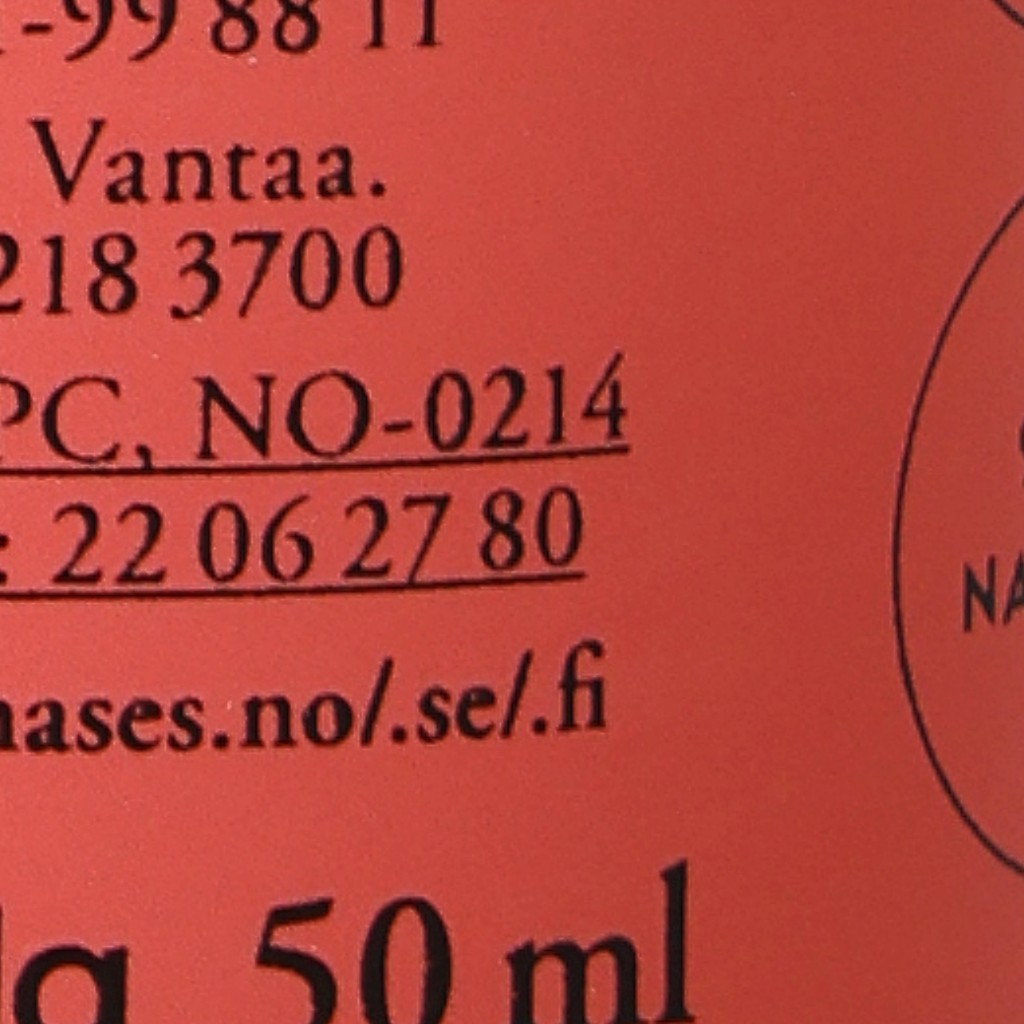 -99 88 11
Vantaa.
218 3700
PC, NO-0214
: 22 06 27 80
nases.no/.se/.fi
50 ml
NA